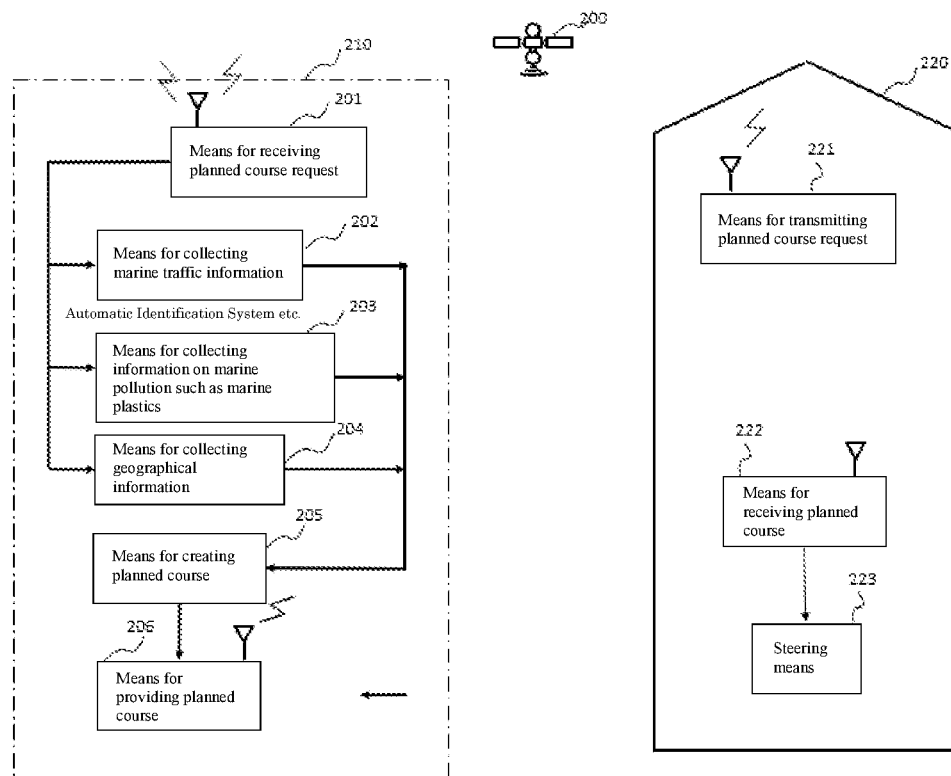 210
200
220
201
Means for receiving
planned course request
221
Means for transmitting
planned course request
202
Means for collecting
marine traffic information
Automatic Identification System etc.
203
Means for collecting
information on marine
pollution such as marine
plastics
204
Means for collecting
geographical
information
222
Means for
receiving planned
course
205
Means for creating
planned course
223
Steering
means
206
Means for
providing planned
course